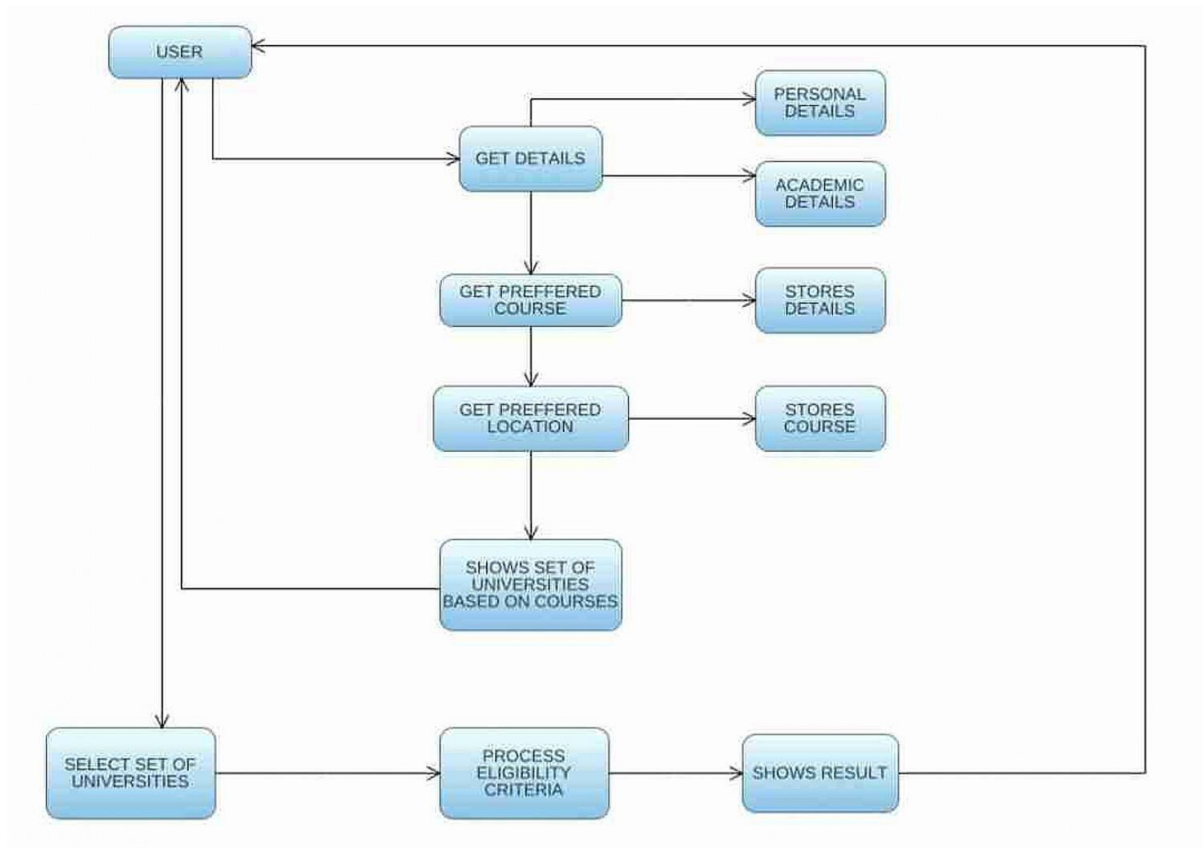 USER
PERSONAL
DETAILS
GET DETAILS
ACADEMIC
DETAILS
GET PREFFERED
COURSE
STORES
DETAILS
GET PREFFERED
LOCATION
STORES
COURSE
SHOWS SET OF
UNIVERSITIES
BASED ON COURSES
SELECT SET OF
UNIVERSITIES
PROCESS
ELIGIBILITY
CRITERIA
SHOWS RESULT